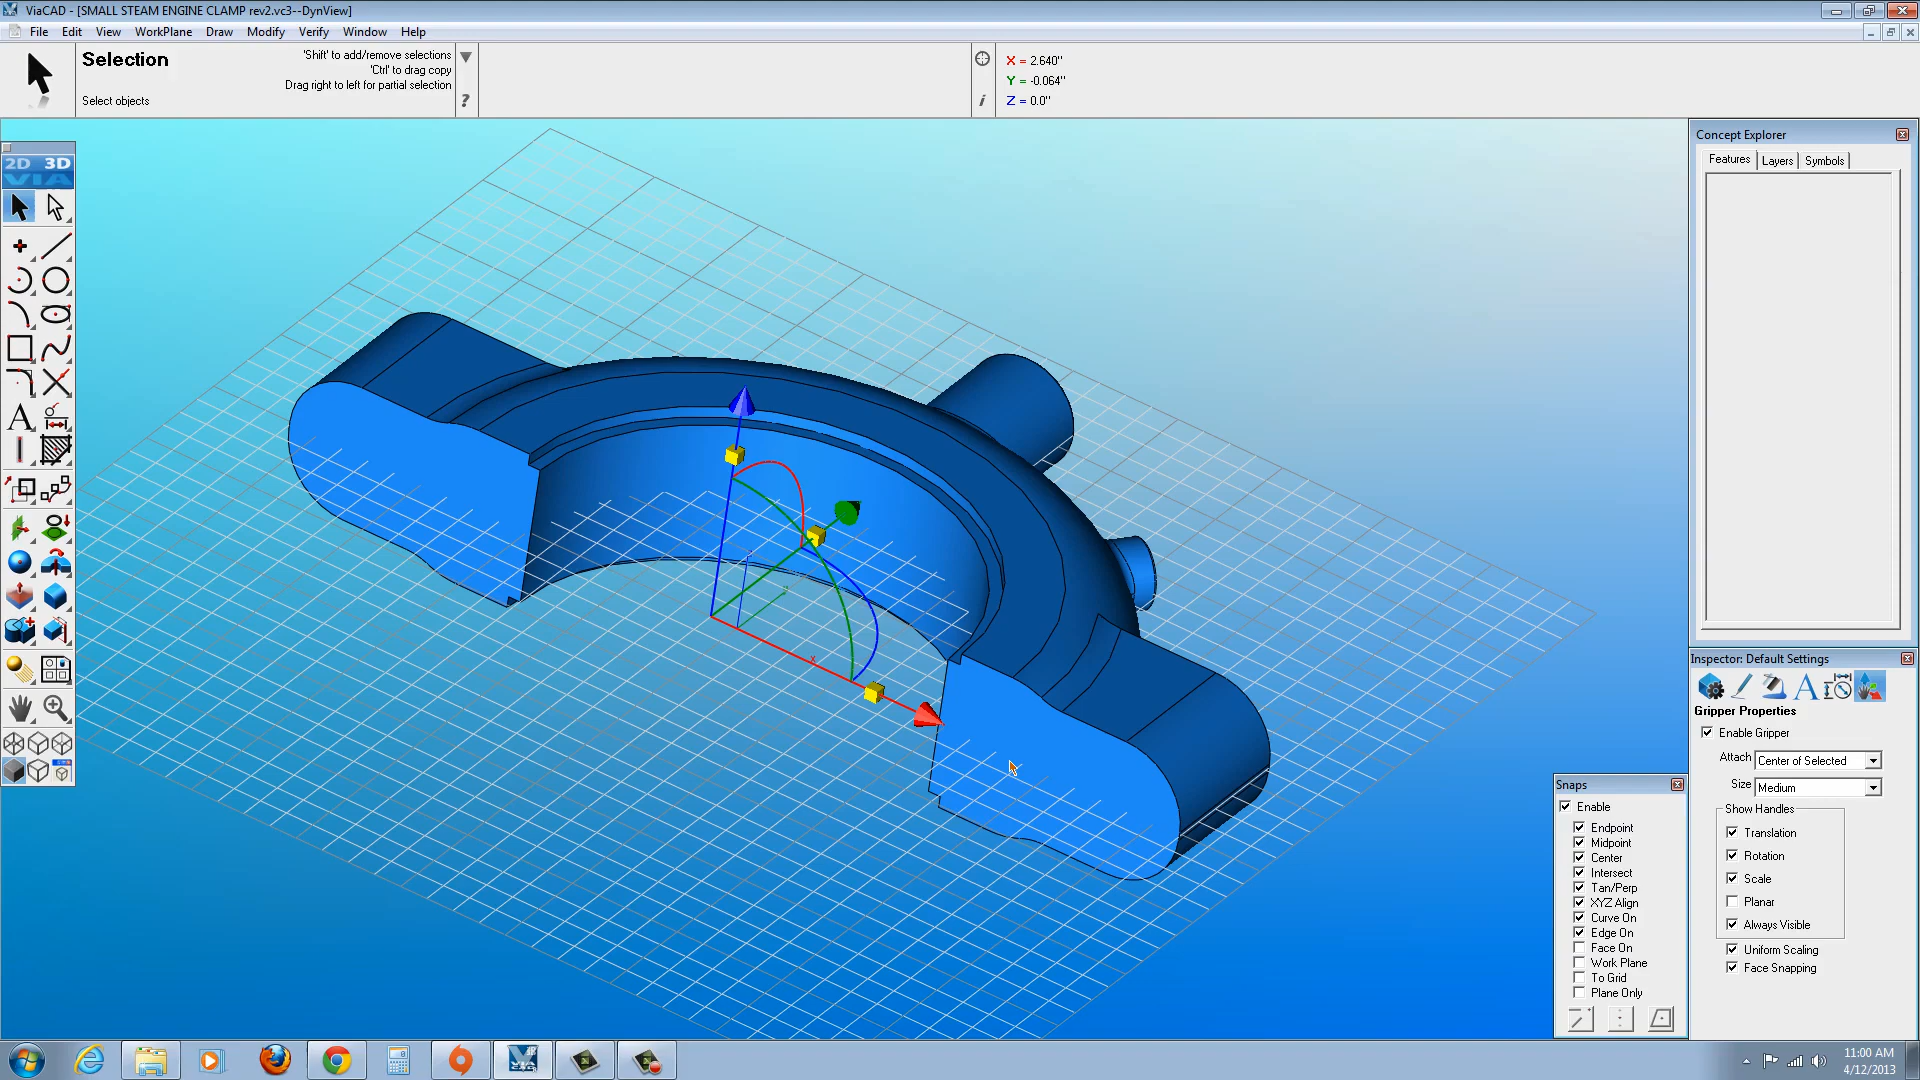 ViaCAD - [SMALL STEAM ENGINE CLAMP rev2.vc3--DynView]
File Edit View WorkPlane Draw Modify Verify Window Help
Selection
'Shift' to add/remove selections
'Ctrl' to drag copy
Drag right to left for partial selection
Select objects
?
i
X = 2.640"
Y = -0.064"
Z = 0.0"
2D 3D
VIA
A
x
Concept Explorer
Features Layers Symbols
Inspector: Default Settings
A
Gripper Properties
Enable Gripper
Attach Center of Selected
Size Medium
Show Handles
Translation
Rotation
Scale
Planar
Always Visible
Uniform Scaling
Face Snapping
Snaps
Enable
Endpoint
Midpoint
Center
Intersect
Tan/Perp
XYZ Align
Curve On
Edge On
Face On
Work Plane
To Grid
Plane Only
11:00 AM
4/12/2013